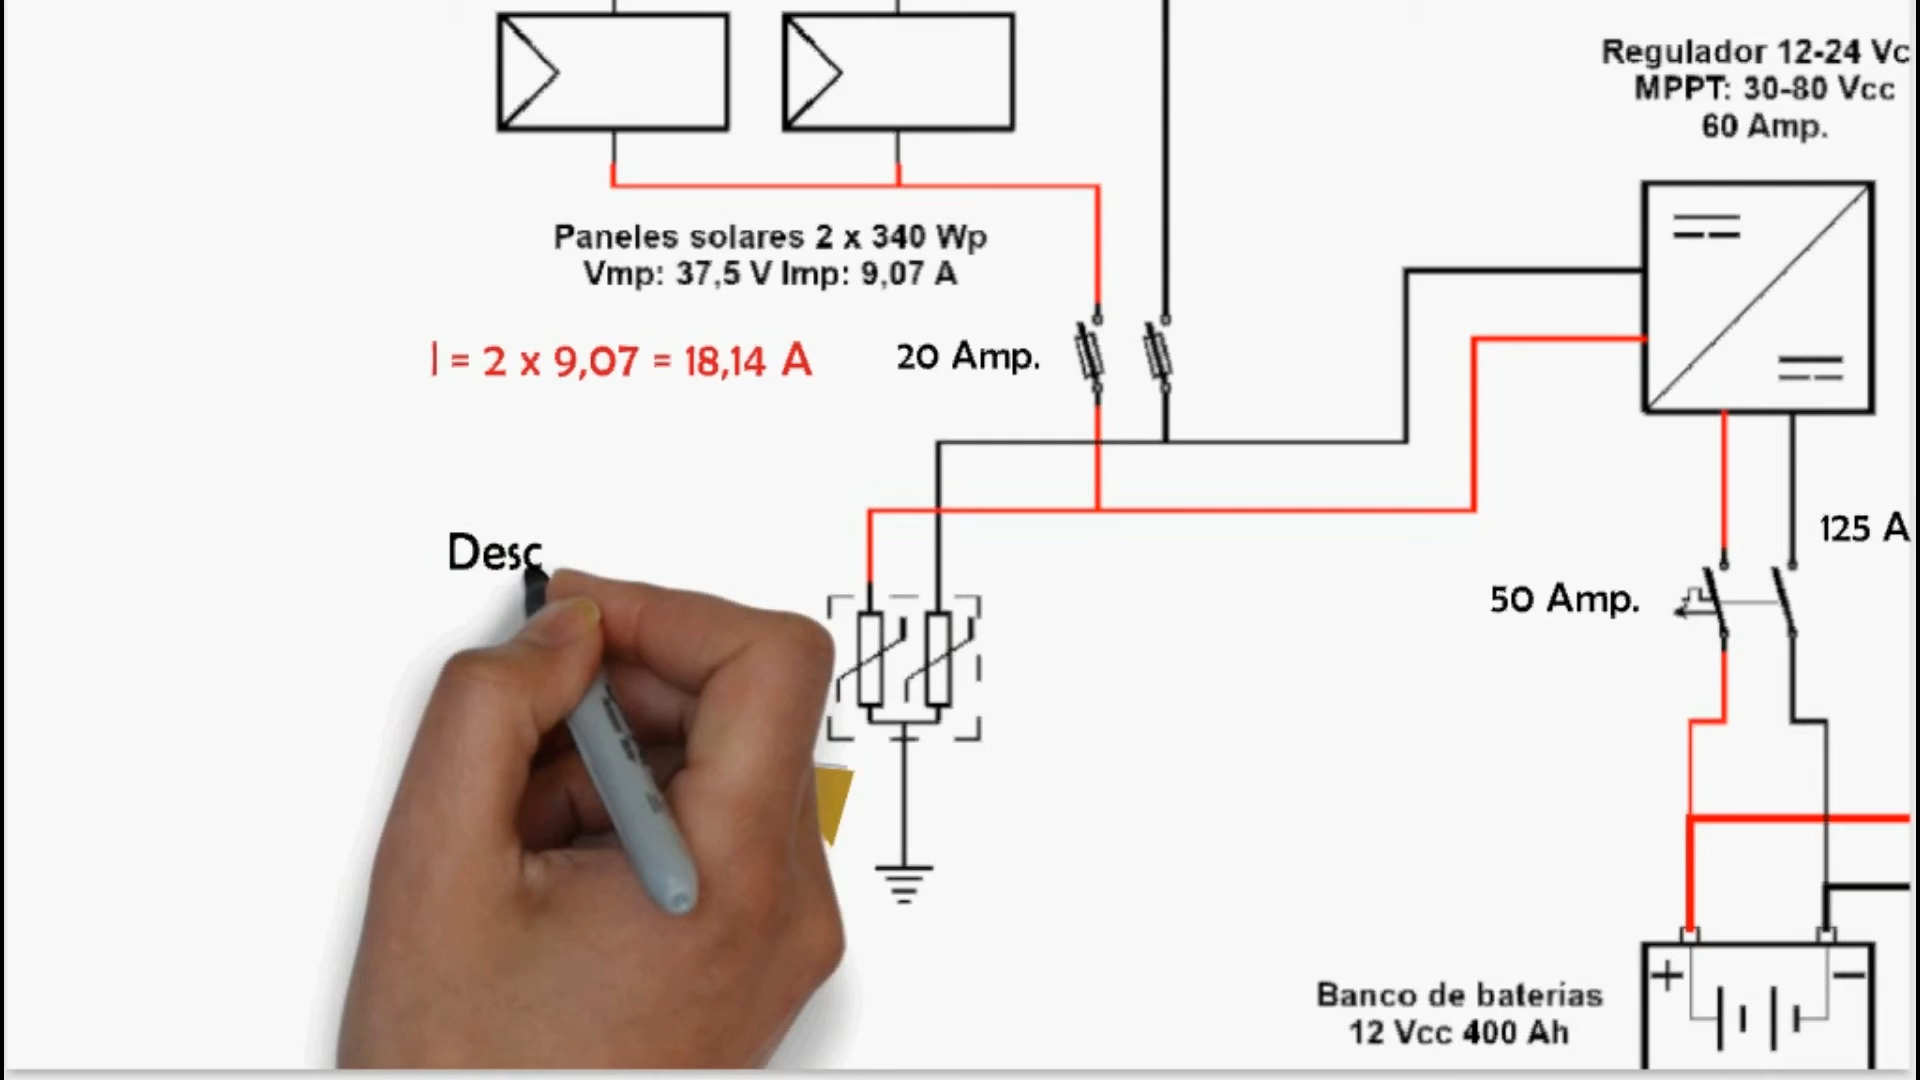 Regulador 12-24 Vc
MPPT: 30-80 Vcc
60 Amp.
Paneles solares 2 x 340 Wp
Vmp: 37,5 V Imp: 9,07 A
I = 2 x 9,07 = 18,14 A
20 Amp.
125 A
Desc
50 Amp.
+ −
Banco de baterias
12 Vcc 400 Ah